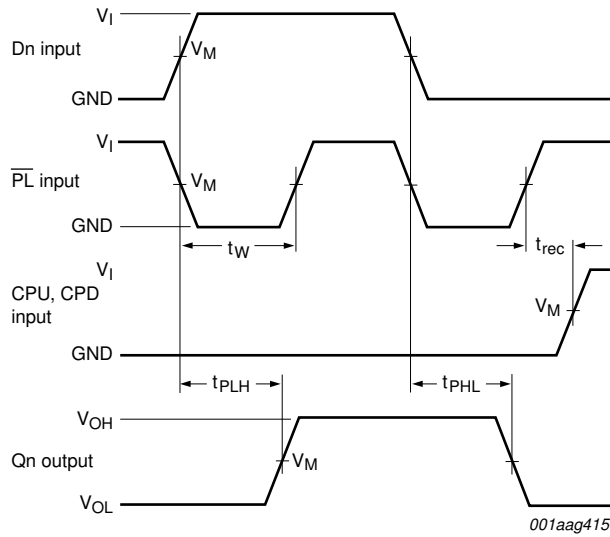 V_I
Dn input
V_M
GND
V_I
PL input
V_M
GND
t_W
t_rec
V_I
CPU, CPD
input
V_M
GND
t_PLH
t_PHL
V_OH
Qn output
V_M
V_OL
001aag415